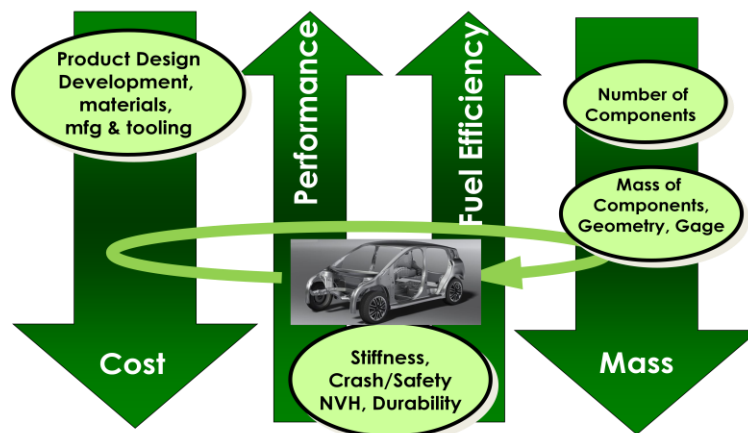 Product Design
Development,
materials,
mfg & tooling
Performance
Fuel Efficiency
Number of
Components
Mass of
Components,
Geometry, Gage
Cost
Stiffness,
Crash/Safety
NVH, Durability
Mass